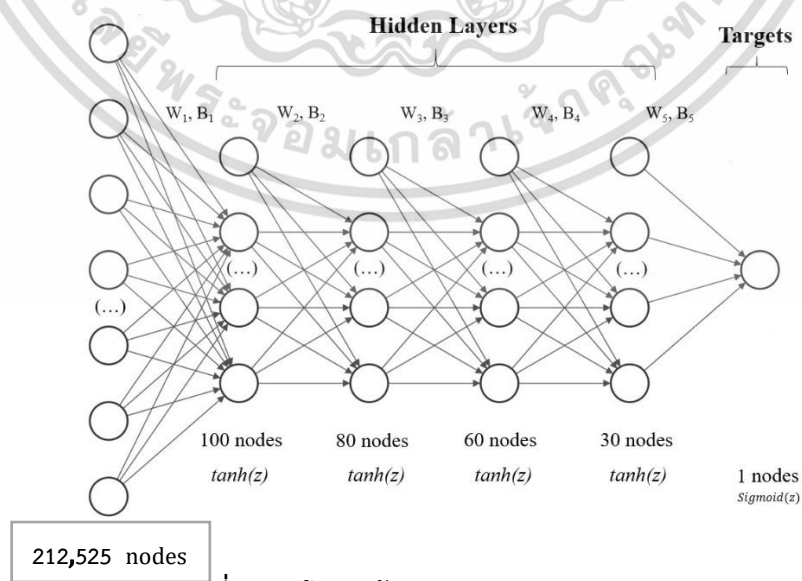 Hidden Layers
Targets
W₁, B₁ W₂, B₂ W₃, B₃ W₄, B₄ W₅, B₅
(...)
(...) (...) (...) (...)
100 nodes 80 nodes 60 nodes 30 nodes
tanh(z) tanh(z) tanh(z) tanh(z)
1 nodes
Sigmoid(z)
212,525 nodes